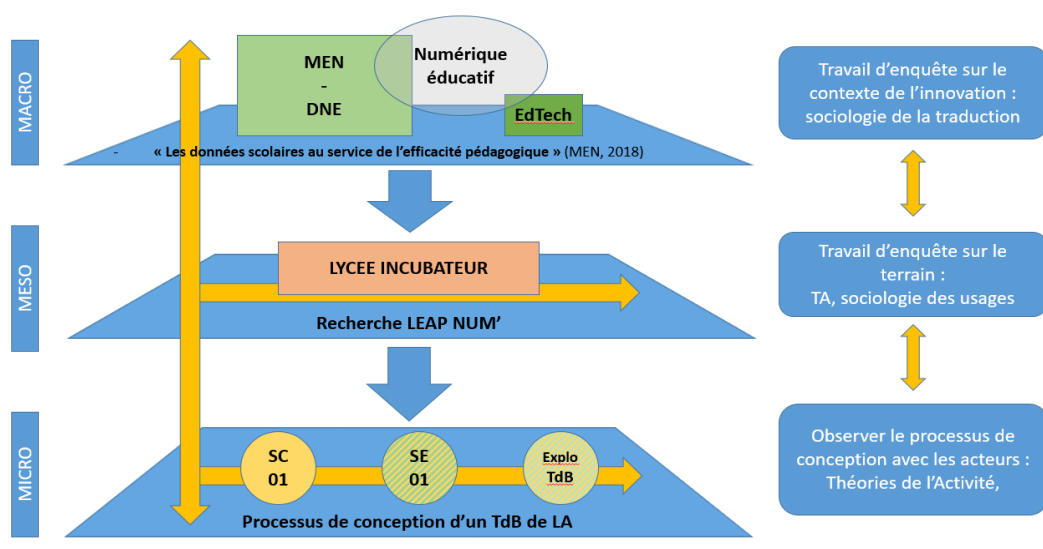 MACRO
MEN
-
DNE
Numérique
éducatif
EdTech
- « Les données scolaires au service de l’efficacité pédagogique » (MEN, 2018)
Travail d’enquête sur le
contexte de l’innovation :
sociologie de la traduction
MESO
LYCEE INCUBATEUR
Recherche LEAP NUM’
Travail d’enquête sur le
terrain :
TA, sociologie des usages
MICRO
SC
01
SE
01
Explo
TdB
Processus de conception d’un TdB de LA
Observer le processus de
conception avec les acteurs :
Théories de l’Activité,